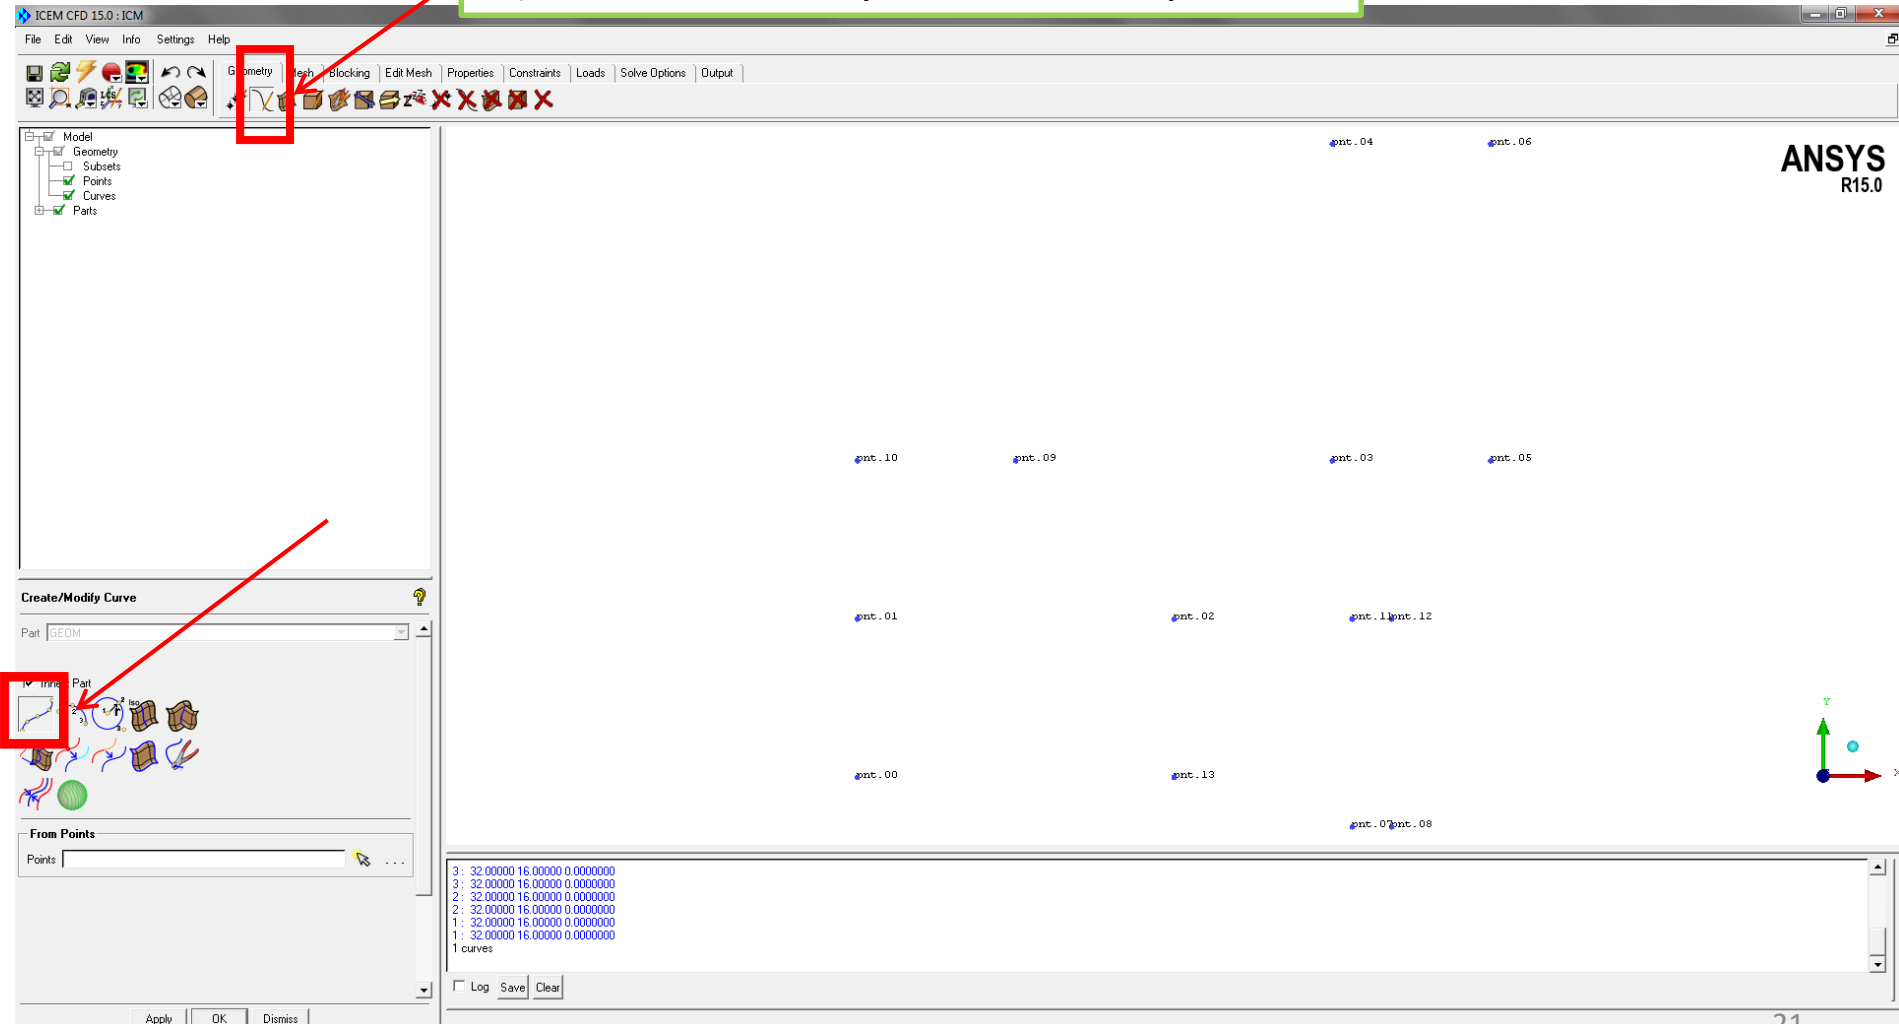 ICEM CFD 15.0 : ICM
File Edit View Info Settings Help
Geometry Mesh Blocking Edit Mesh Properties Constraints Loads Solve Options Output
Model
Geometry
Subsets
Points
Curves
Parts
pnt.04 pnt.06
ANSYS
R15.0
pnt.10 pnt.09 pnt.03 pnt.05
pnt.01 pnt.02 pnt.11 pnt.12
pnt.00 pnt.13
pnt.07 pnt.08
Y
X
Create/Modify Curve
Part GEOM
Inherit Part
From Points
Points ...
Apply OK Dismiss
3 : 32.00000 16.00000 0.0000000
3 : 32.00000 16.00000 0.0000000
2 : 32.00000 16.00000 0.0000000
2 : 32.00000 16.00000 0.0000000
1 : 32.00000 16.00000 0.0000000
1 : 32.00000 16.00000 0.0000000
1 curves
Log Save Clear
21